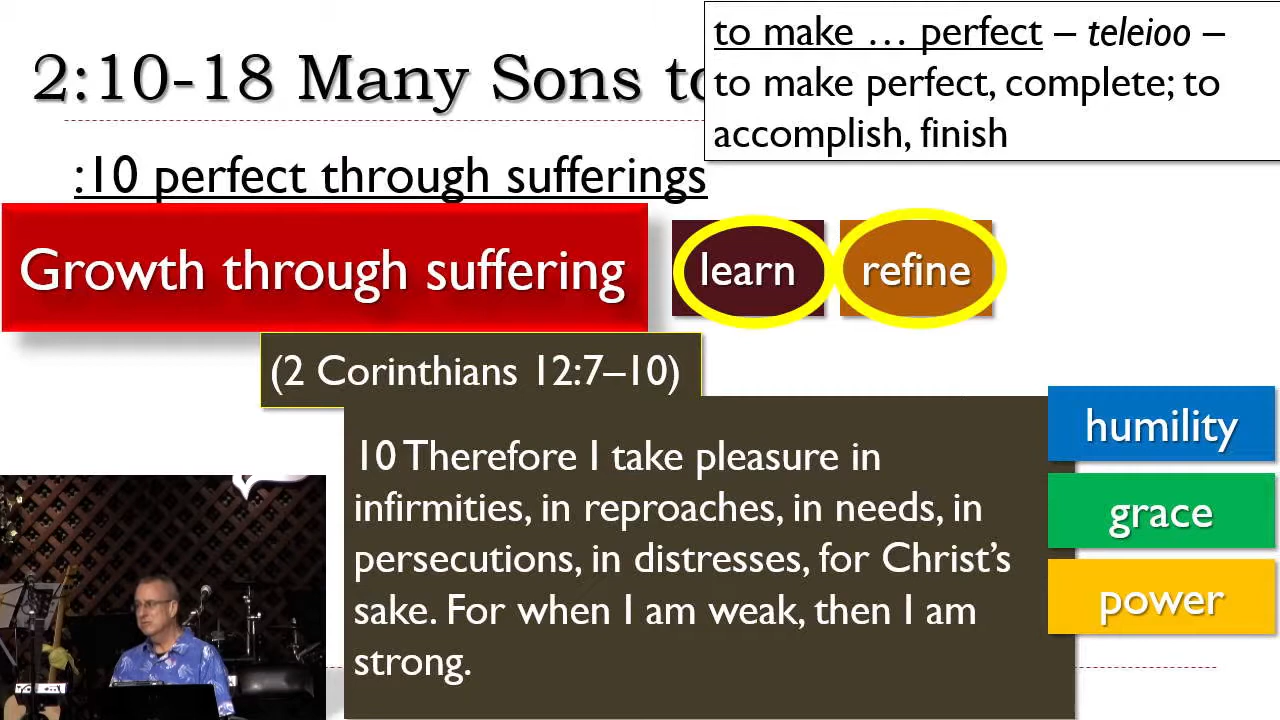 2:10-18 Many Sons to
to make … perfect – teleioo –
to make perfect, complete; to
accomplish, finish
:10 perfect through sufferings
Growth through suffering
learn
refine
(2 Corinthians 12:7–10)
10 Therefore I take pleasure in
infirmities, in reproaches, in needs, in
persecutions, in distresses, for Christ’s
sake. For when I am weak, then I am
strong.
humility
grace
power